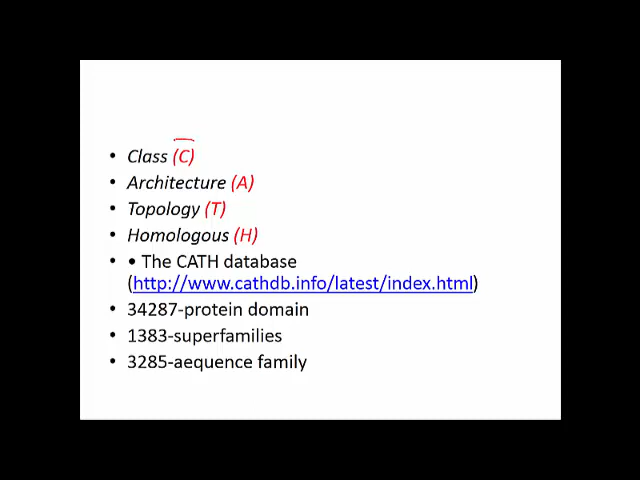 • Class (C)
• Architecture (A)
• Topology (T)
• Homologous (H)
• • The CATH database
(http://www.cathdb.info/latest/index.html)
• 34287-protein domain
• 1383-superfamilies
• 3285-aequence family